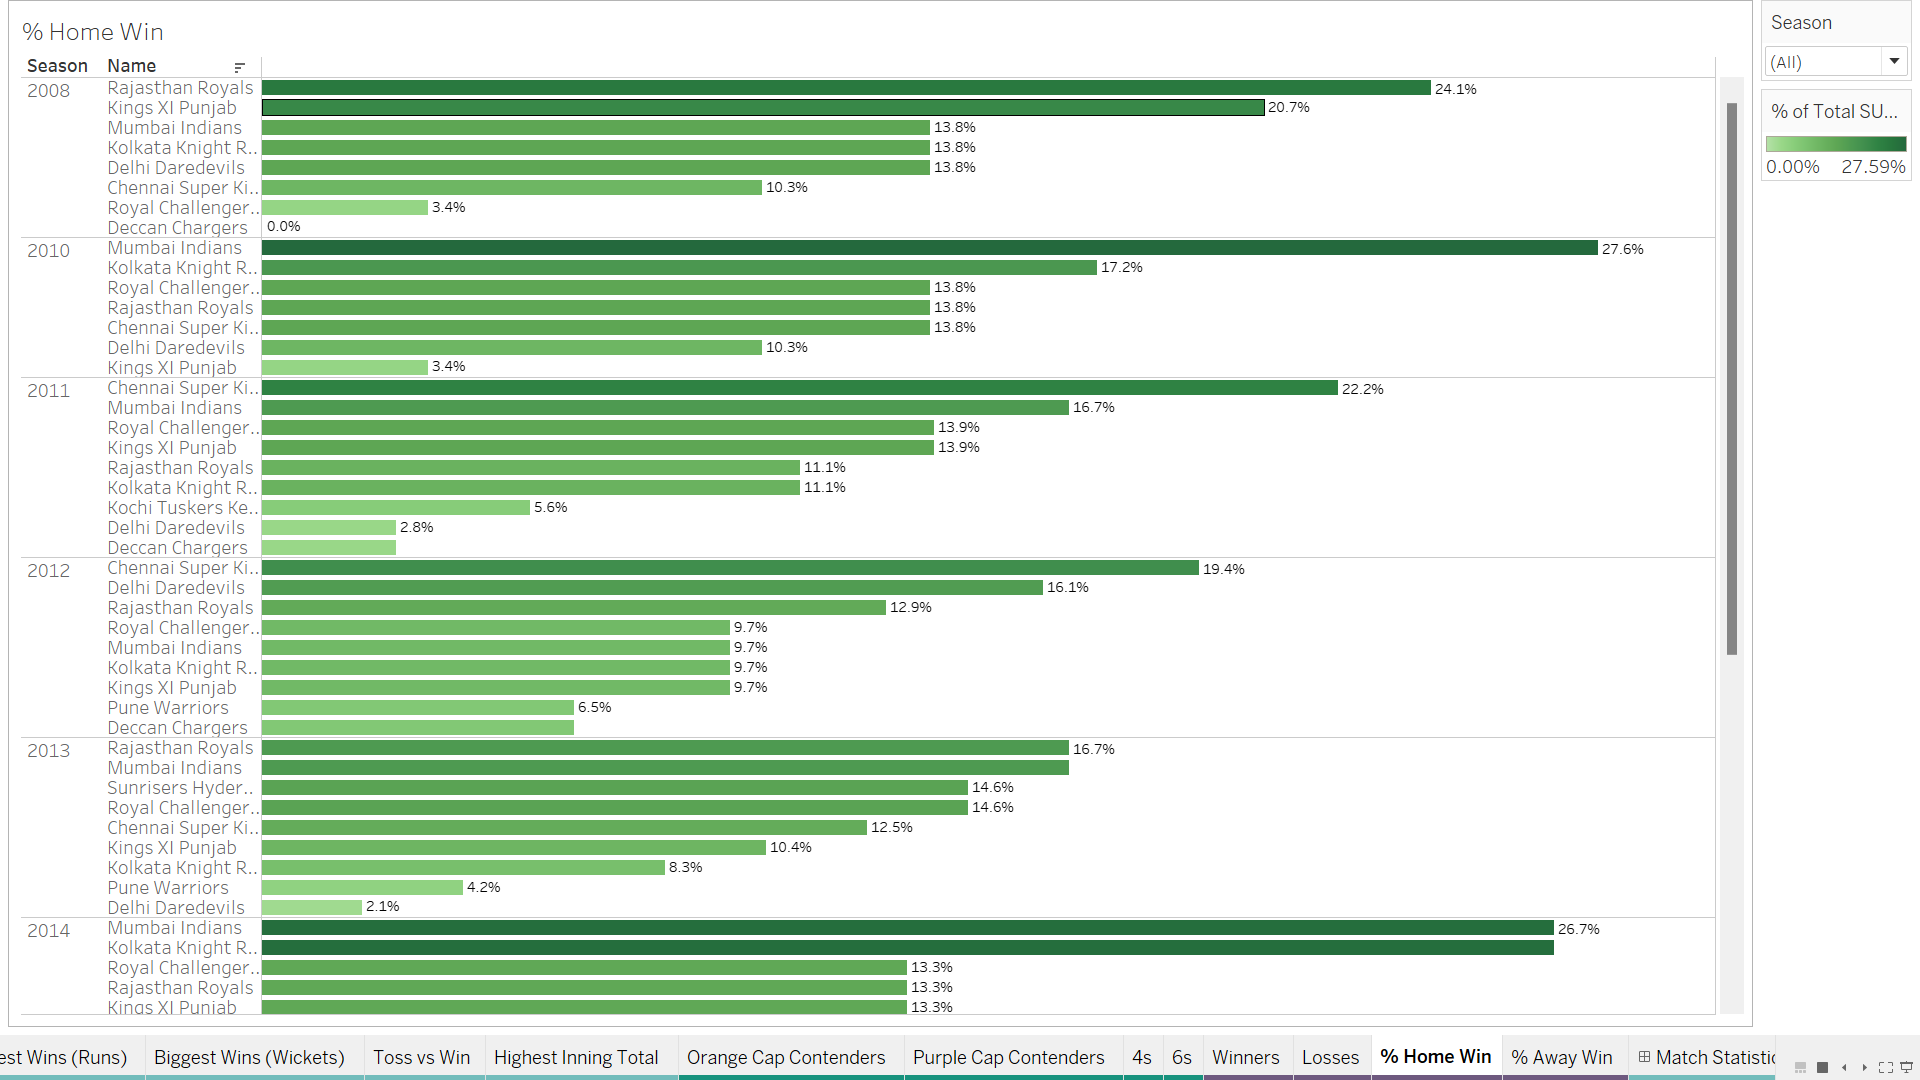 % Home Win
Season Name
2008 Rajasthan Royals 24.1%
Kings XI Punjab 20.7%
Mumbai Indians 13.8%
Kolkata Knight R.. 13.8%
Delhi Daredevils 13.8%
Chennai Super Ki.. 10.3%
Royal Challenger.. 3.4%
Deccan Chargers 0.0%
2010 Mumbai Indians 27.6%
Kolkata Knight R.. 17.2%
Royal Challenger.. 13.8%
Rajasthan Royals 13.8%
Chennai Super Ki.. 13.8%
Delhi Daredevils 10.3%
Kings XI Punjab 3.4%
2011 Chennai Super Ki.. 22.2%
Mumbai Indians 16.7%
Royal Challenger.. 13.9%
Kings XI Punjab 13.9%
Rajasthan Royals 11.1%
Kolkata Knight R.. 11.1%
Kochi Tuskers Ke.. 5.6%
Delhi Daredevils 2.8%
Deccan Chargers
2012 Chennai Super Ki.. 19.4%
Delhi Daredevils 16.1%
Rajasthan Royals 12.9%
Royal Challenger.. 9.7%
Mumbai Indians 9.7%
Kolkata Knight R.. 9.7%
Kings XI Punjab 9.7%
Pune Warriors 6.5%
Deccan Chargers
2013 Rajasthan Royals 16.7%
Mumbai Indians
Sunrisers Hyder.. 14.6%
Royal Challenger.. 14.6%
Chennai Super Ki.. 12.5%
Kings XI Punjab 10.4%
Kolkata Knight R.. 8.3%
Pune Warriors 4.2%
Delhi Daredevils 2.1%
2014 Mumbai Indians 26.7%
Kolkata Knight R..
Royal Challenger.. 13.3%
Rajasthan Royals 13.3%
Kings XI Punjab 13.3%
Season
(All)
% of Total SU...
0.00% 27.59%
est Wins (Runs) Biggest Wins (Wickets) Toss vs Win Highest Inning Total Orange Cap Contenders Purple Cap Contenders 4s 6s Winners Losses % Home Win % Away Win Match Statistic